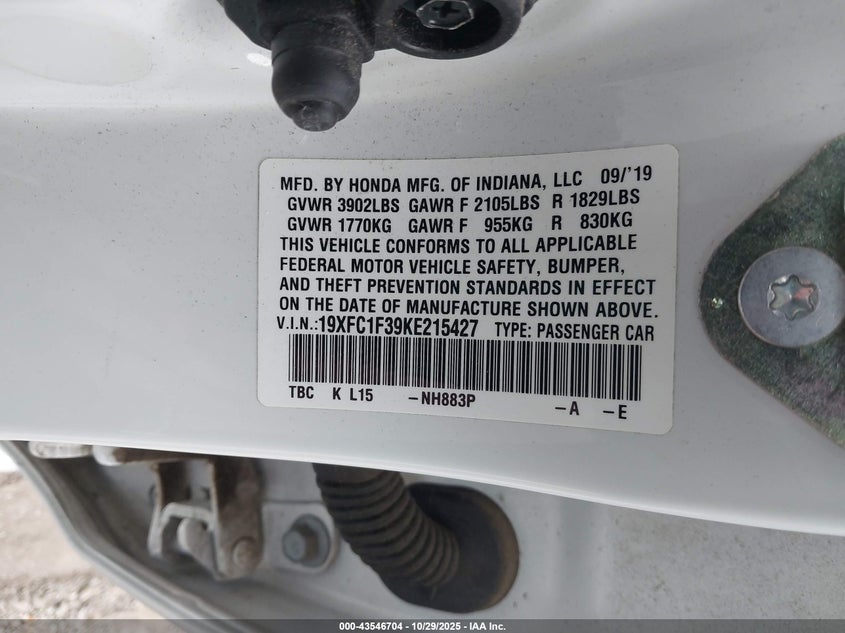 MFD. BY HONDA MFG. OF INDIANA, LLC 09/'19
GVWR 3902LBS GAWR F 2105LBS R 1829LBS
GVWR 1770KG GAWR F 955KG R 830KG
THIS VEHICLE CONFORMS TO ALL APPLICABLE
FEDERAL MOTOR VEHICLE SAFETY, BUMPER,
AND THEFT PREVENTION STANDARDS IN EFFECT
ON THE DATE OF MANUFACTURE SHOWN ABOVE.
V.I.N.:19XFC1F39KE215427 TYPE: PASSENGER CAR
TBC K L15 -NH883P -A -E
000-43546704 - 10/29/2025 - IAA Inc.